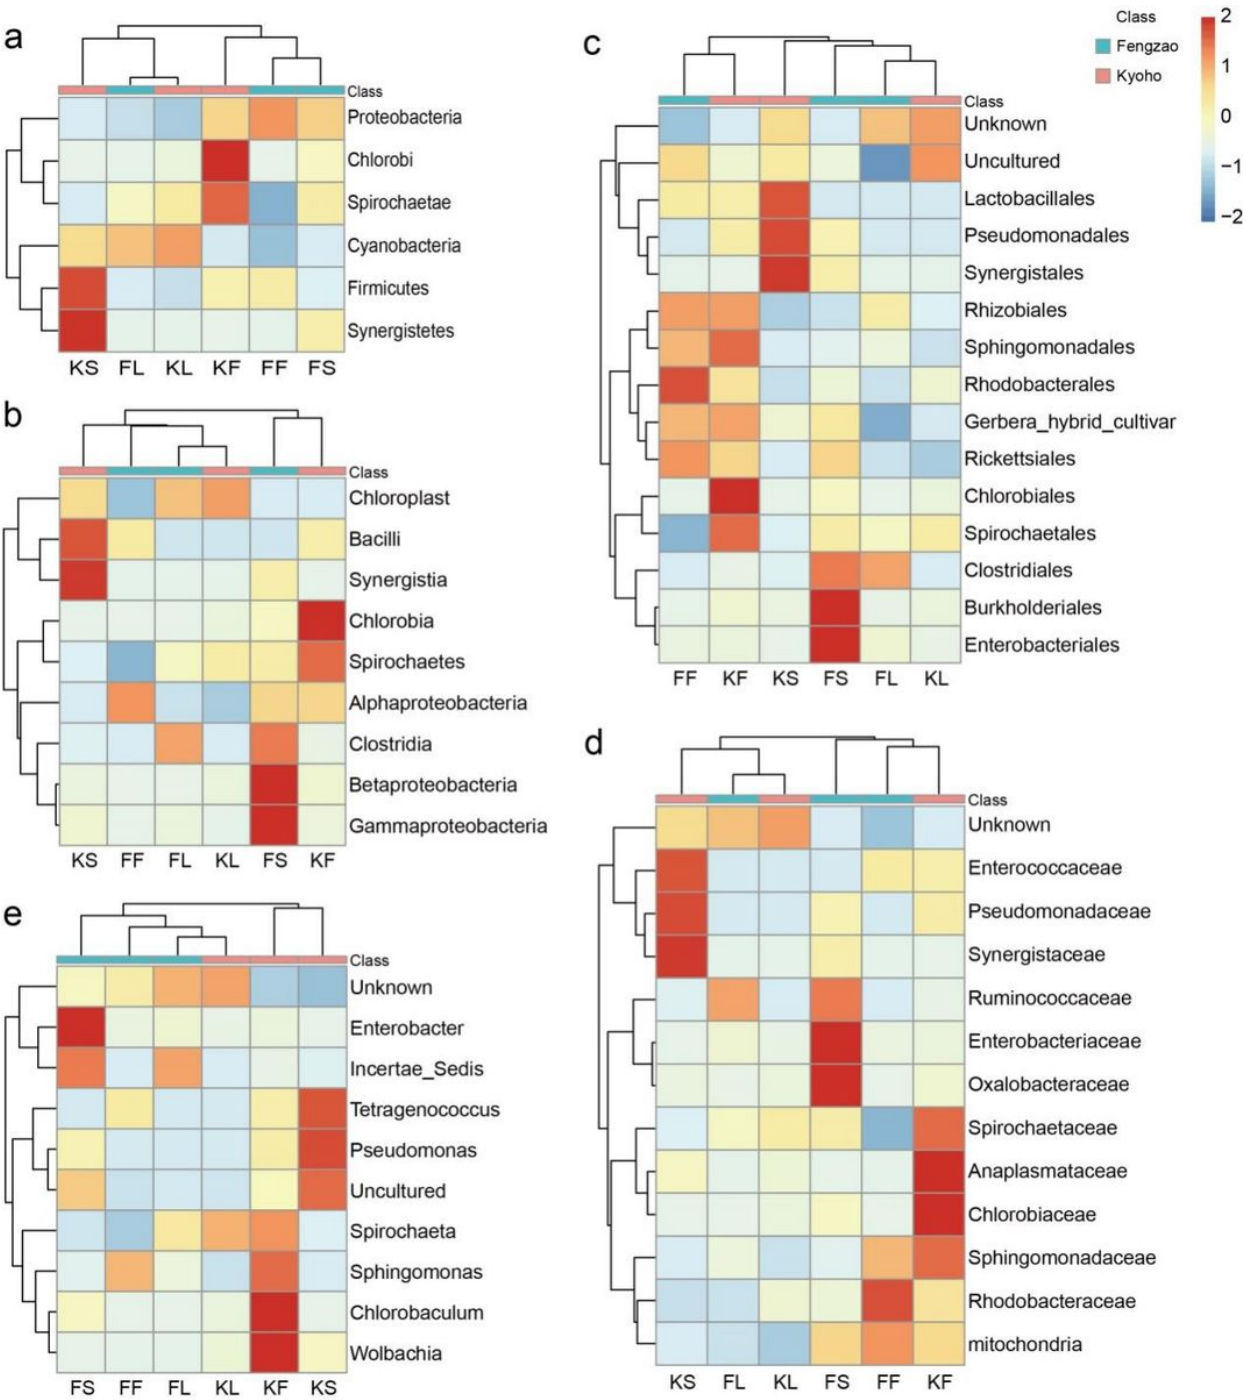 a
Class
Proteobacteria
Chlorobi
Spirochaetae
Cyanobacteria
Firmicutes
Synergistetes
KS FL KL KF FF FS
b
Class
Chloroplast
Bacilli
Synergistia
Chlorobia
Spirochaetes
Alphaproteobacteria
Clostridia
Betaproteobacteria
Gammaproteobacteria
KS FF FL KL FS KF
e
Class
Unknown
Enterobacter
Incertae_Sedis
Tetragenococcus
Pseudomonas
Uncultured
Spirochaeta
Sphingomonas
Chlorobaculum
Wolbachia
FS FF FL KL KF KS
c
Class
Unknown
Uncultured
Lactobacillales
Pseudomonadales
Synergistales
Rhizobiales
Sphingomonadales
Rhodobacterales
Gerbera_hybrid_cultivar
Rickettsiales
Chlorobiales
Spirochaetales
Clostridiales
Burkholderiales
Enterobacteriales
FF KF KS FS FL KL
Class
Fengzao
Kyoho
2
1
0
−1
−2
d
Class
Unknown
Enterococcaceae
Pseudomonadaceae
Synergistaceae
Ruminococcaceae
Enterobacteriaceae
Oxalobacteraceae
Spirochaetaceae
Anaplasmataceae
Chlorobiaceae
Sphingomonadaceae
Rhodobacteraceae
mitochondria
KS FL KL FS FF KF